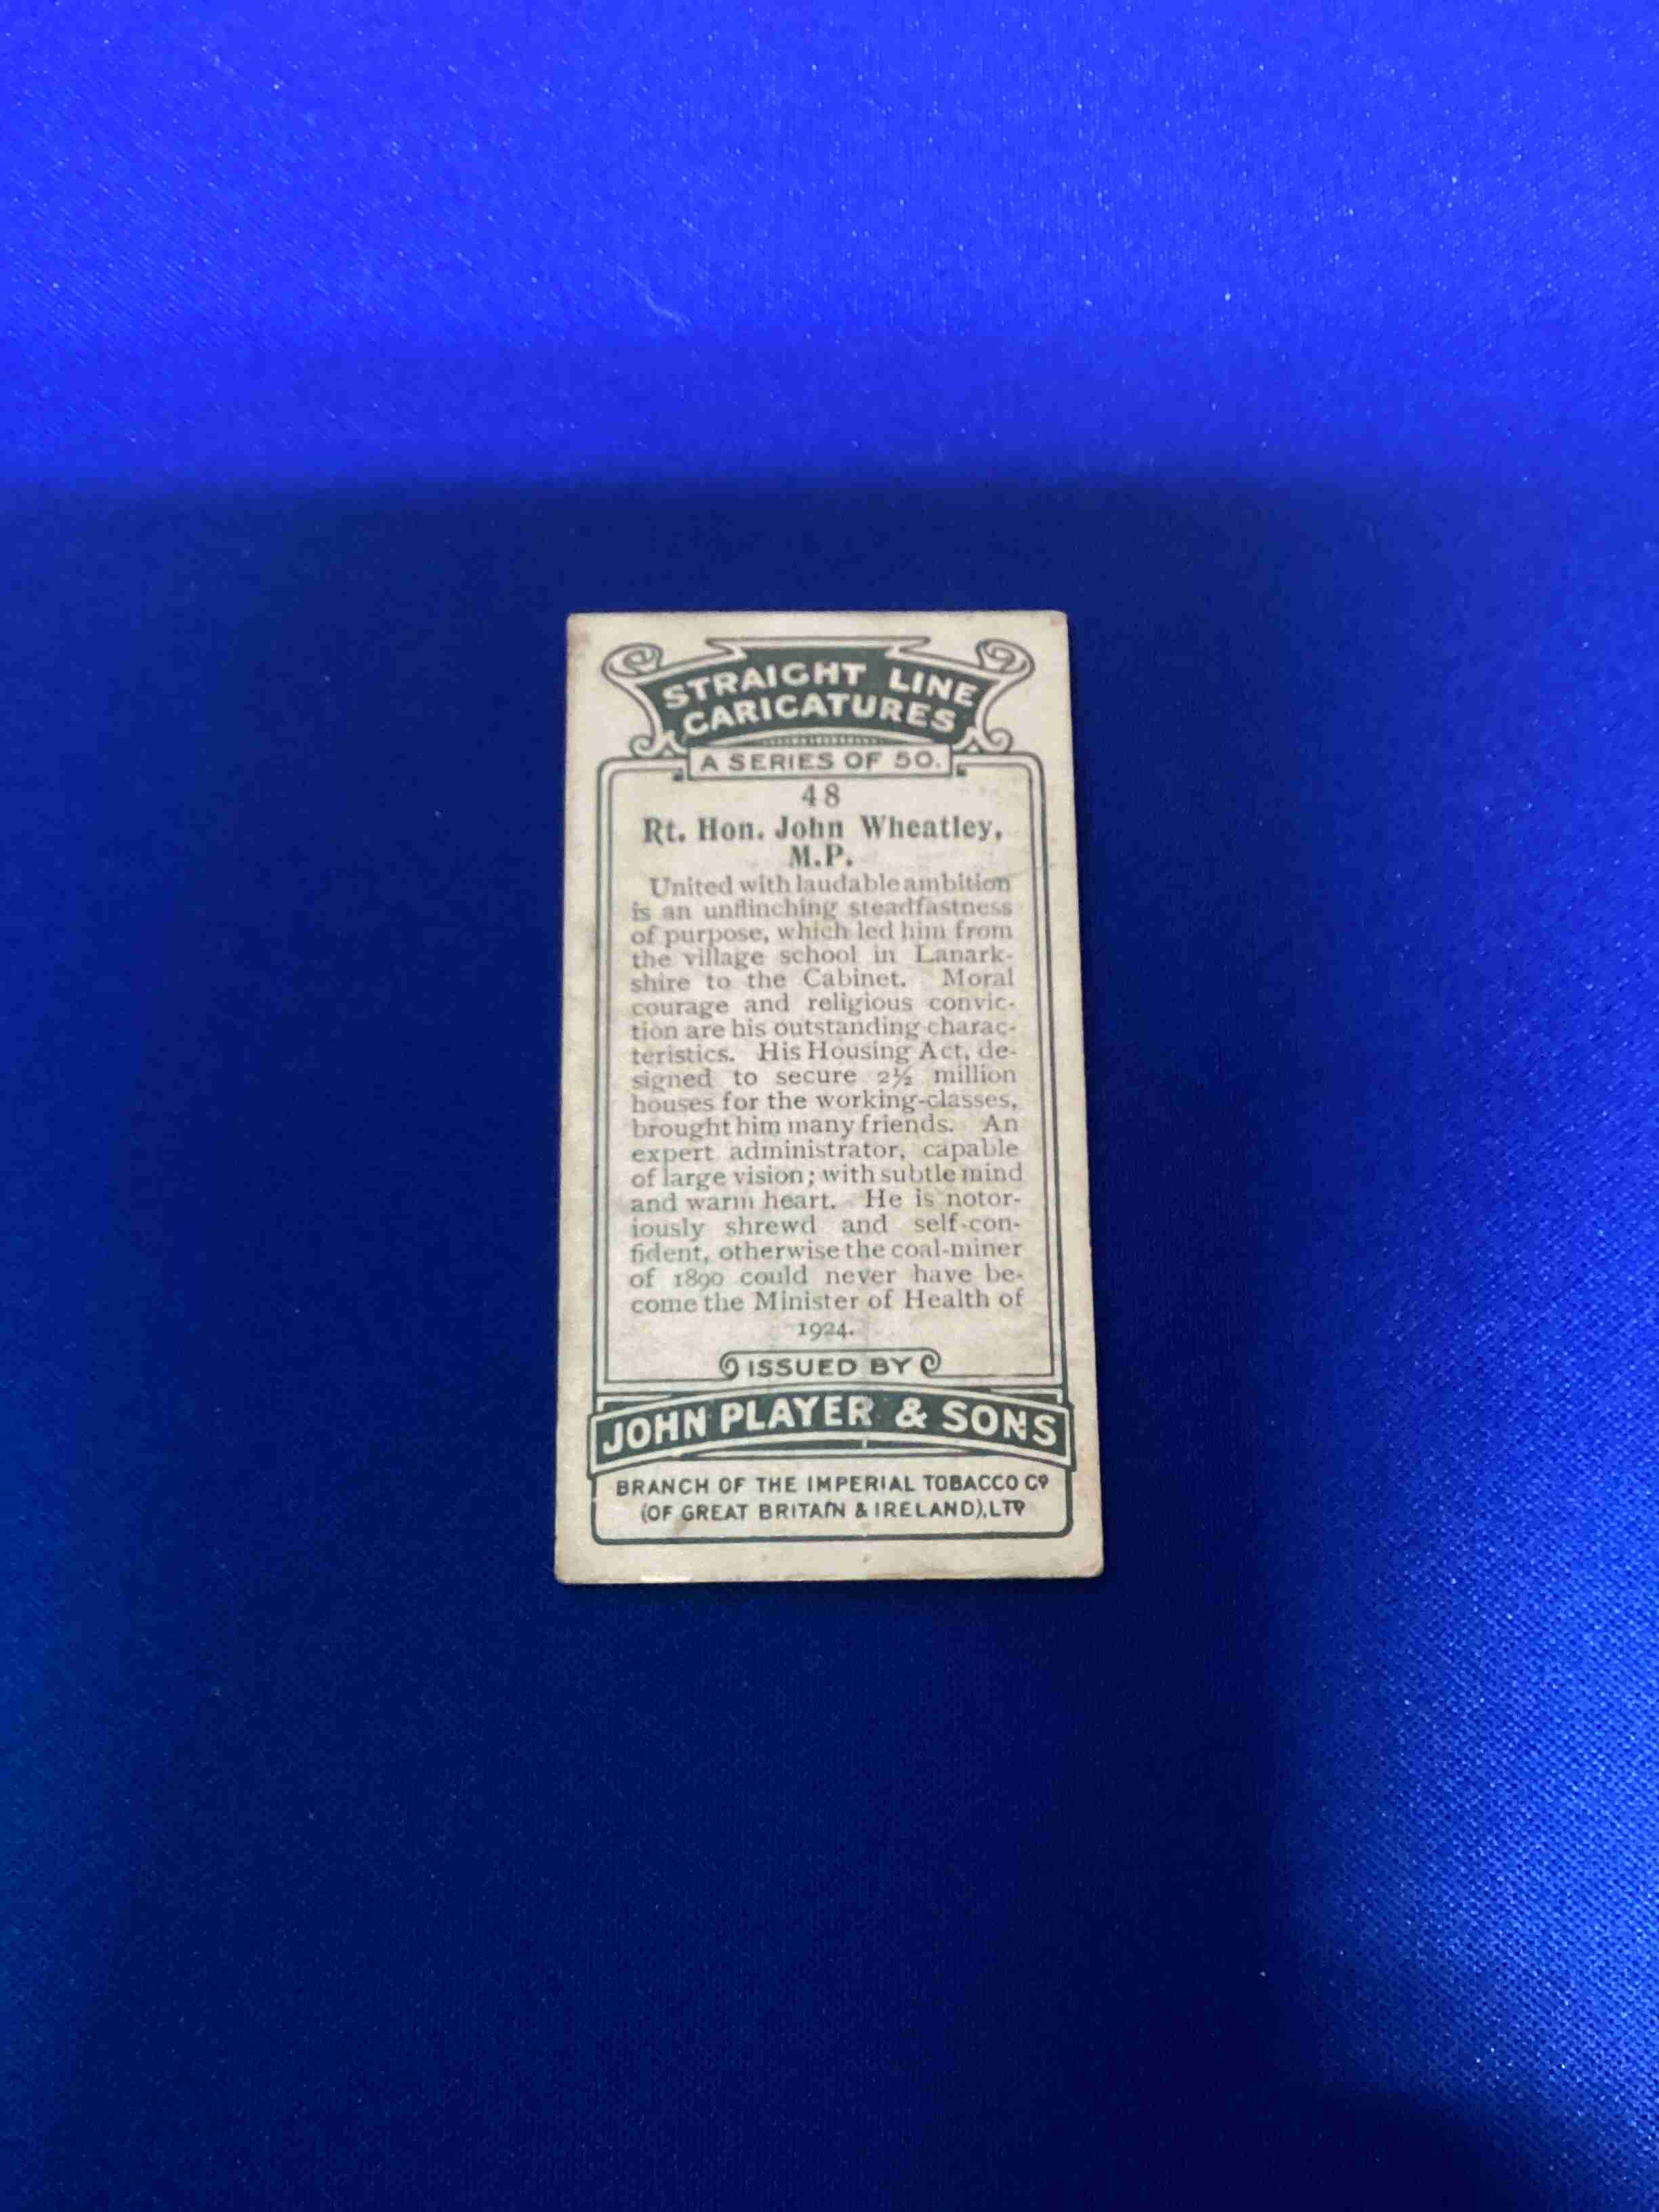 STRAIGHT LINE
CARICATURES
A SERIES OF 50.
48
Rt. Hon. John Wheatley,
M.P.
United with laudable ambition
is an unflinching steadfastness
of purpose, which led him from
the village school in Lanark-
shire to the Cabinet. Moral
courage and religious convic-
tion are his outstanding charac-
teristics. His Housing Act, de-
signed to secure 2½ million
houses for the working-classes,
brought him many friends. An
expert administrator, capable
of large vision; with subtle mind
and warm heart. He is notor-
iously shrewd and self-con-
fident, otherwise the coal-miner
of 1890 could never have be-
come the Minister of Health of
1924.
ISSUED BY
JOHN PLAYER & SONS
BRANCH OF THE IMPERIAL TOBACCO Cº
(OF GREAT BRITAIN & IRELAND), LTD